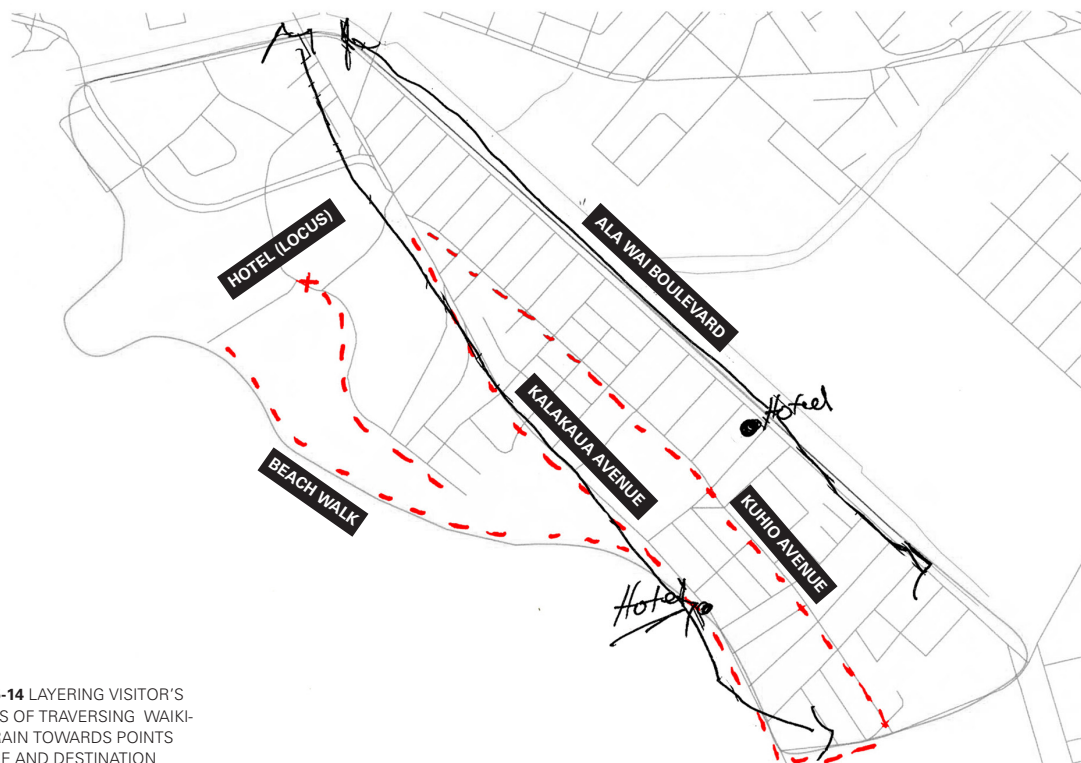 HOTEL (LOCUS)
ALA WAI BOULEVARD
Hotel
KALAKAUA AVENUE
BEACH WALK
KUHIO AVENUE
Hotel
-14 LAYERING VISITOR'S
OF TRAVERSING WAIKI-
TOWARDS POINTS
AND DESTINATION